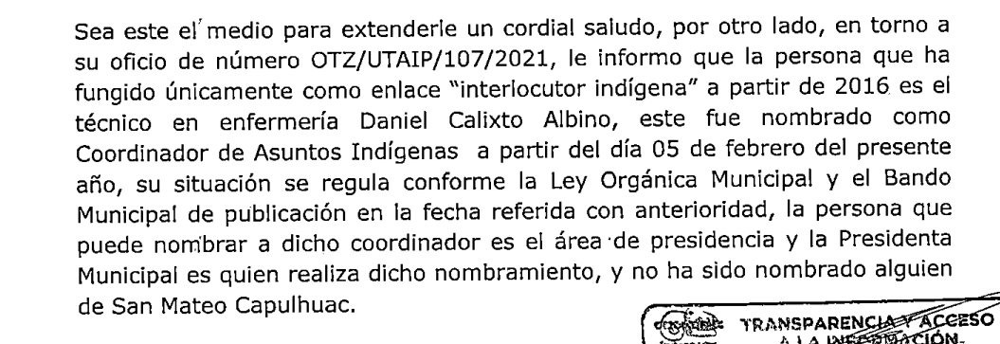 Sea este el medio para extenderle un cordial saludo, por otro lado, en torno a
su oficio de número OTZ/UTAIP/107/2021, le informo que la persona que ha
fungido únicamente como enlace "interlocutor indígena" a partir de 2016 es el
técnico en enfermería Daniel Calixto Albino, este fue nombrado como
Coordinador de Asuntos Indígenas a partir del día 05 de febrero del presente
año, su situación se regula conforme la Ley Orgánica Municipal y el Bando
Municipal de publicación en la fecha referida con anterioridad, la persona que
puede nombrar a dicho coordinador es el área de presidencia y la Presidenta
Municipal es quien realiza dicho nombramiento, y no ha sido nombrado alguien
de San Mateo Capulhuac.
TRANSPARENCIA Y ACCESO
A LA INFORMACIÓN